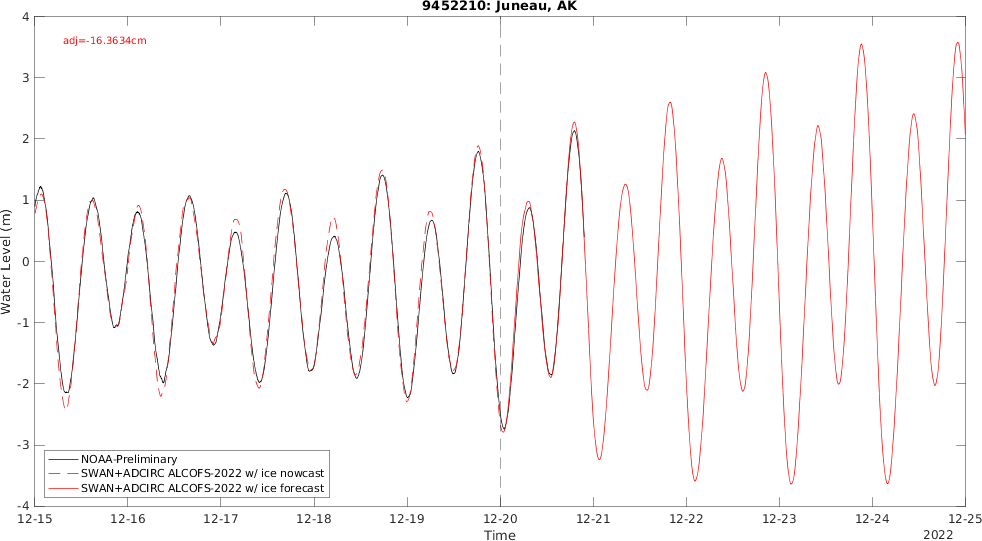 9452210: Juneau, AK
adj=-16.3634cm
4
3
2
1
0
-1
-2
-3
-4
Water Level (m)
NOAA-Preliminary
SWAN+ADCIRC ALCOFS-2022 w/ ice nowcast
SWAN+ADCIRC ALCOFS-2022 w/ ice forecast
12-15 12-16 12-17 12-18 12-19 12-20 12-21 12-22 12-23 12-24 12-25
Time
2022